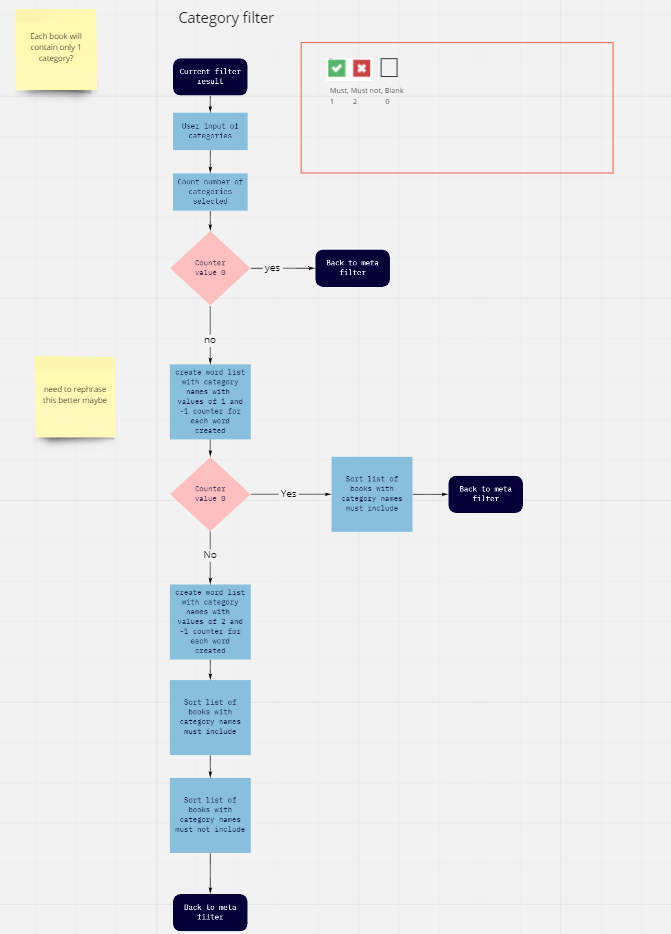 Category filter
Each book will
contain only 1
category?
Current filter
result
Must, Must not, Blank
1 2 0
User input of
categories
Count number of
categories
selected
Counter
value 0
yes
Back to meta
filter
no
create word list
with category
names with
values of 1 and
-1 counter for
each word
created
need to rephrase
this better maybe
Counter
value 0
Yes
Sort list of
books with
category names
must include
Back to meta
filter
No
create word list
with category
names with
values of 2 and
-1 counter for
each word
created
Sort list of
books with
category names
must include
Sort list of
books with
category names
must not include
Back to meta
filter